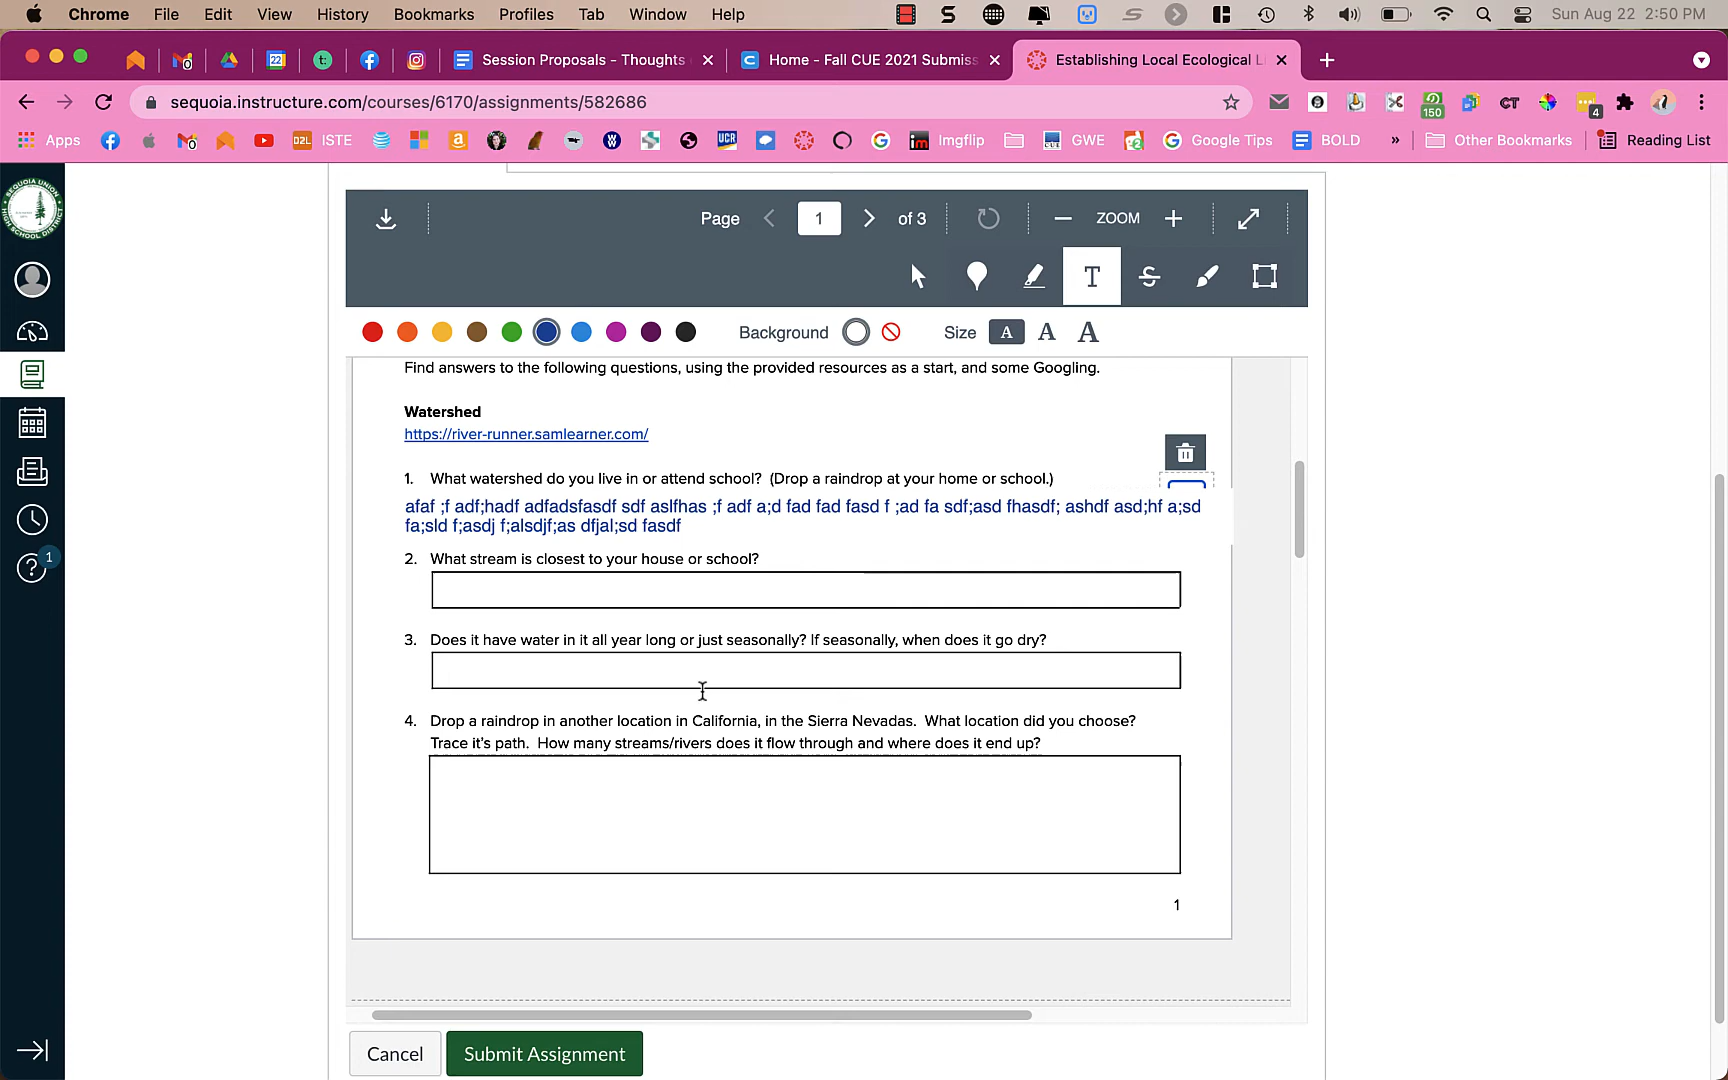 Chrome File Edit View History Bookmarks Profiles Tab Window Help Sun Aug 22 2:50 PM
22 t Session Proposals - Thoughts Home - Fall CUE 2021 Submiss Establishing Local Ecological Li
sequoia.instructure.com/courses/6170/assignments/582686 150 CT 4
Apps D2L ISTE UCR Imgflip GWE Google Tips BOLD » Other Bookmarks Reading List
Page 1 of 3 ZOOM
T
Background Size A A A
Find answers to the following questions, using the provided resources as a start, and some Googling.
Watershed
https://river-runner.samlearner.com/
1. What watershed do you live in or attend school? (Drop a raindrop at your home or school.)
afaf ;f adf;hadf adfadsfasdf sdf aslfhas ;f adf a;d fad fad fasd f ;ad fa sdf;asd fhasdf; ashdf asd;hf a;sd
fa;sld f;asdj f;alsdjf;as dfjal;sd fasdf
2. What stream is closest to your house or school?
3. Does it have water in it all year long or just seasonally? If seasonally, when does it go dry?
4. Drop a raindrop in another location in California, in the Sierra Nevadas. What location did you choose?
Trace it's path. How many streams/rivers does it flow through and where does it end up?
1
1
Cancel Submit Assignment